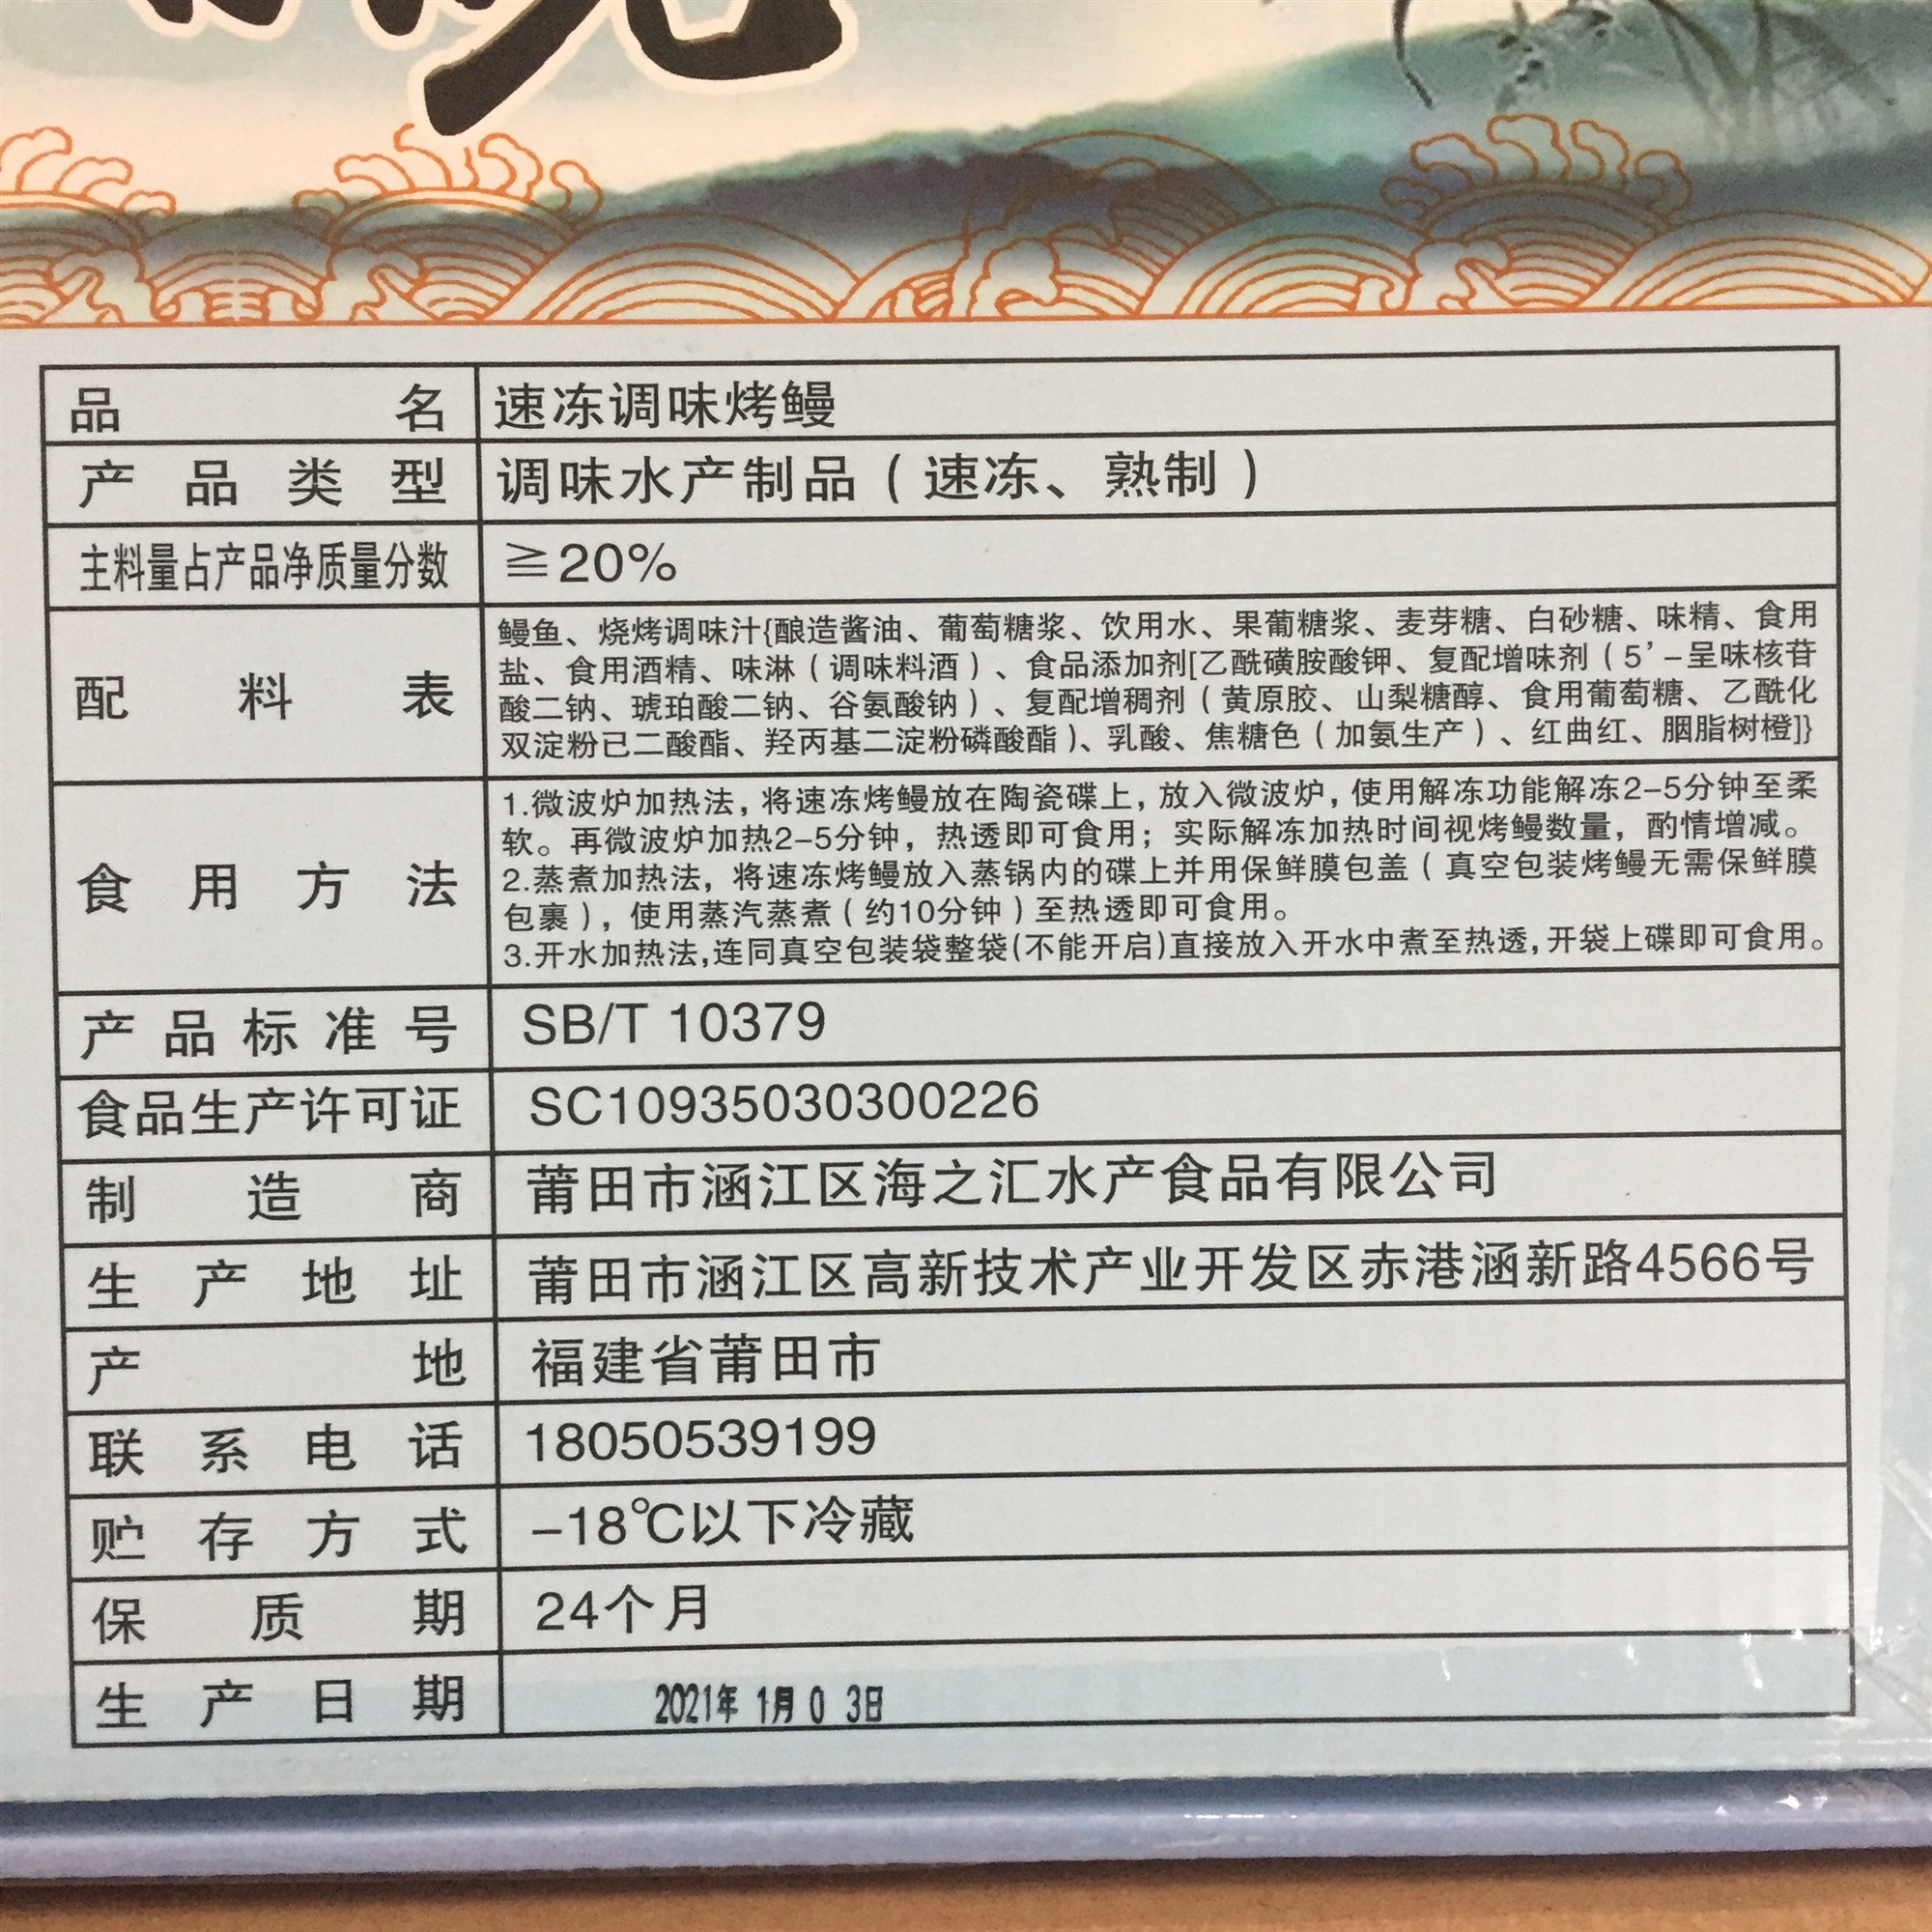 品名 速冻调味烤鳗
产品类型 调味水产制品（速冻、熟制）
主料量占产品净质量分数 ≧20%
配料表 鳗鱼、烧烤调味汁{酿造酱油、葡萄糖浆、饮用水、果葡糖浆、麦芽糖、白砂糖、味精、食用
盐、食用酒精、味淋（调味料酒）、食品添加剂[乙酰磺胺酸钾、复配增味剂（5'-呈味核苷
酸二钠、琥珀酸二钠、谷氨酸钠）、复配增稠剂（黄原胶、山梨糖醇、食用葡萄糖、乙酰化
双淀粉已二酸酯、羟丙基二淀粉磷酸酯）、乳酸、焦糖色（加氨生产）、红曲红、胭脂树橙]}
食用方法 1.微波炉加热法，将速冻烤鳗放在陶瓷碟上，放入微波炉，使用解冻功能解冻2-5分钟至柔
软。再微波炉加热2-5分钟，热透即可食用；实际解冻加热时间视烤鳗数量，酌情增减。
2.蒸煮加热法，将速冻烤鳗放入蒸锅内的碟上并用保鲜膜包盖（真空包装烤鳗无需保鲜膜
包裹），使用蒸汽蒸煮（约10分钟）至热透即可食用。
3.开水加热法,连同真空包装袋整袋(不能开启)直接放入开水中煮至热透,开袋上碟即可食用。
产品标准号 SB/T 10379
食品生产许可证 SC10935030300226
制造商 莆田市涵江区海之汇水产食品有限公司
生产地址 莆田市涵江区高新技术产业开发区赤港涵新路4566号
产地 福建省莆田市
联系电话 18050539199
贮存方式 -18℃以下冷藏
保质期 24个月
生产日期 2021年 1月 0 3日